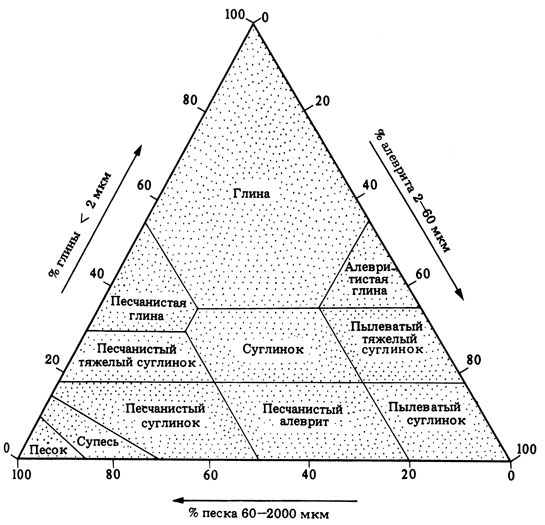 100 0
80
20
60
40
Глина
% глины < 2 мкм
% алеврита 2—60 мкм
40
60
Алеври-
тистая
глина
Песчанистая
глина
Пылеватый
тяжелый
суглинок
Песчанистый
тяжелый суглинок
Суглинок
20
80
Песчанистый
суглинок
Песчанистый
алеврит
Пылеватый
суглинок
Супесь
Песок
0
100
100
80
60
40
20
0
% песка 60—2000 мкм